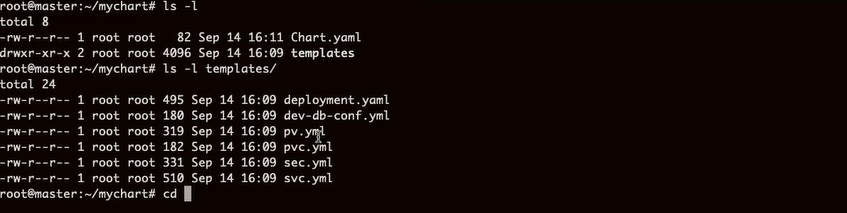 root@master:~/mychart# ls -l
total 8
-rw-r--r-- 1 root root   82 Sep 14 16:11 Chart.yaml
drwxr-xr-x 2 root root 4096 Sep 14 16:09 templates
root@master:~/mychart# ls -l templates/
total 24
-rw-r--r-- 1 root root 495 Sep 14 16:09 deployment.yaml
-rw-r--r-- 1 root root 180 Sep 14 16:09 dev-db-conf.yml
-rw-r--r-- 1 root root 319 Sep 14 16:09 pv.yml
-rw-r--r-- 1 root root 182 Sep 14 16:09 pvc.yml
-rw-r--r-- 1 root root 331 Sep 14 16:09 sec.yml
-rw-r--r-- 1 root root 510 Sep 14 16:09 svc.yml
root@master:~/mychart# cd